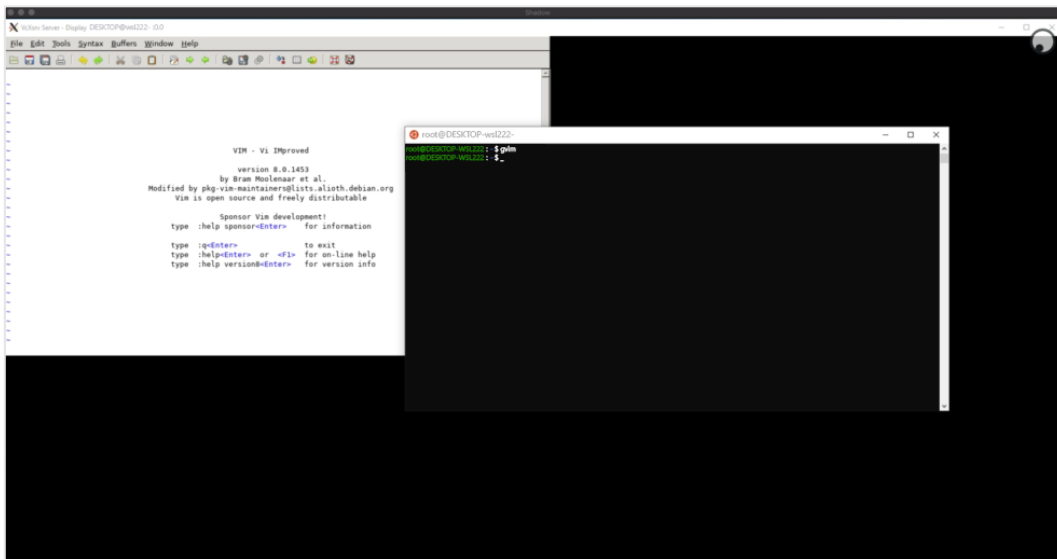 Shadow
VcXsrv Server - Display DESKTOP@wsl222- :0.0
File Edit Tools Syntax Buffers Window Help
~
~
~
~
~
~
~
VIM - Vi IMproved
version 8.0.1453
by Bram Moolenaar et al.
Modified by pkg-vim-maintainers@lists.alioth.debian.org
Vim is open source and freely distributable
Sponsor Vim development!
type :help sponsor<Enter> for information
type :q<Enter> to exit
type :help<Enter> or <F1> for on-line help
type :help version8<Enter> for version info
root@DESKTOP-wsl222-
root@DESKTOP-WSL222:~$ gvim
root@DESKTOP-WSL222:~$ _